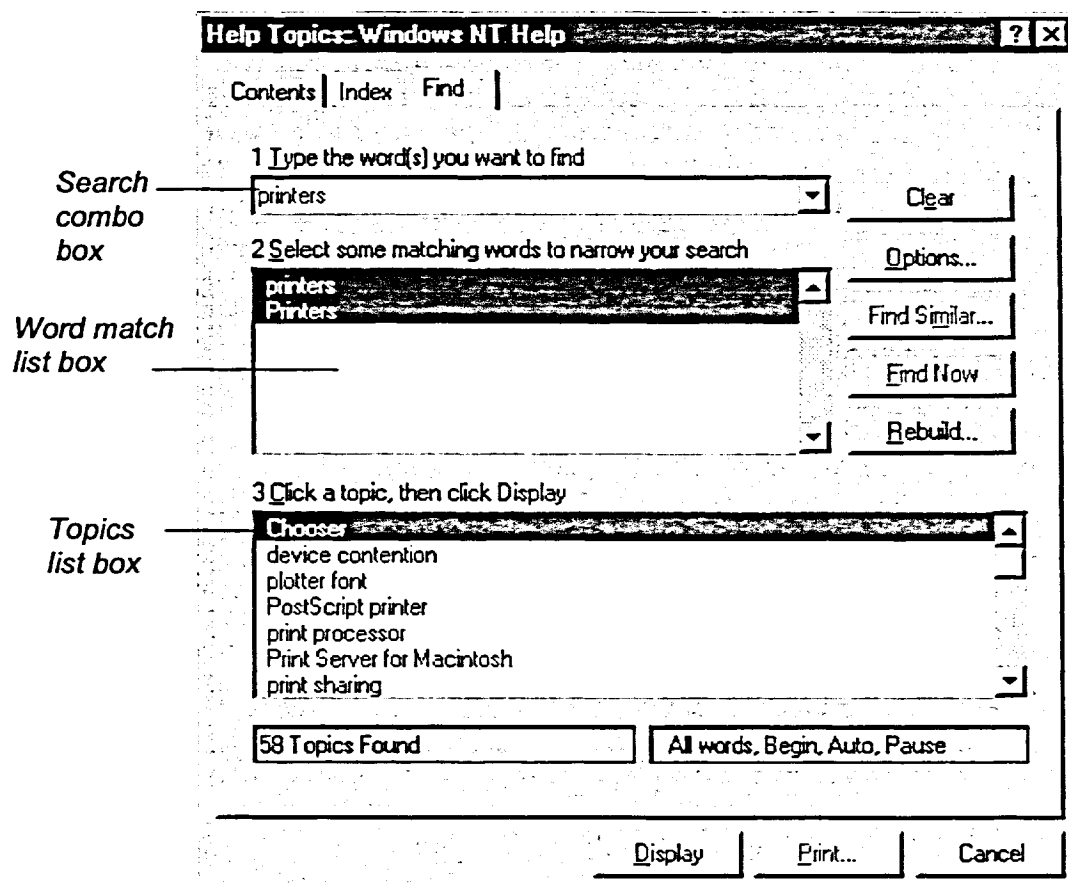 Help Topics: Windows NT Help
Contents Index Find
1 Type the word(s) you want to find
Search combo box
printers
Clear
2 Select some matching words to narrow your search
Options...
printers
Printers
Find Similar...
Word match list box
Find Now
Rebuild...
3 Click a topic, then click Display
Topics list box
Chooser
device contention
plotter font
PostScript printer
print processor
Print Server for Macintosh
print sharing
58 Topics Found
All words, Begin, Auto, Pause
Display Print... Cancel